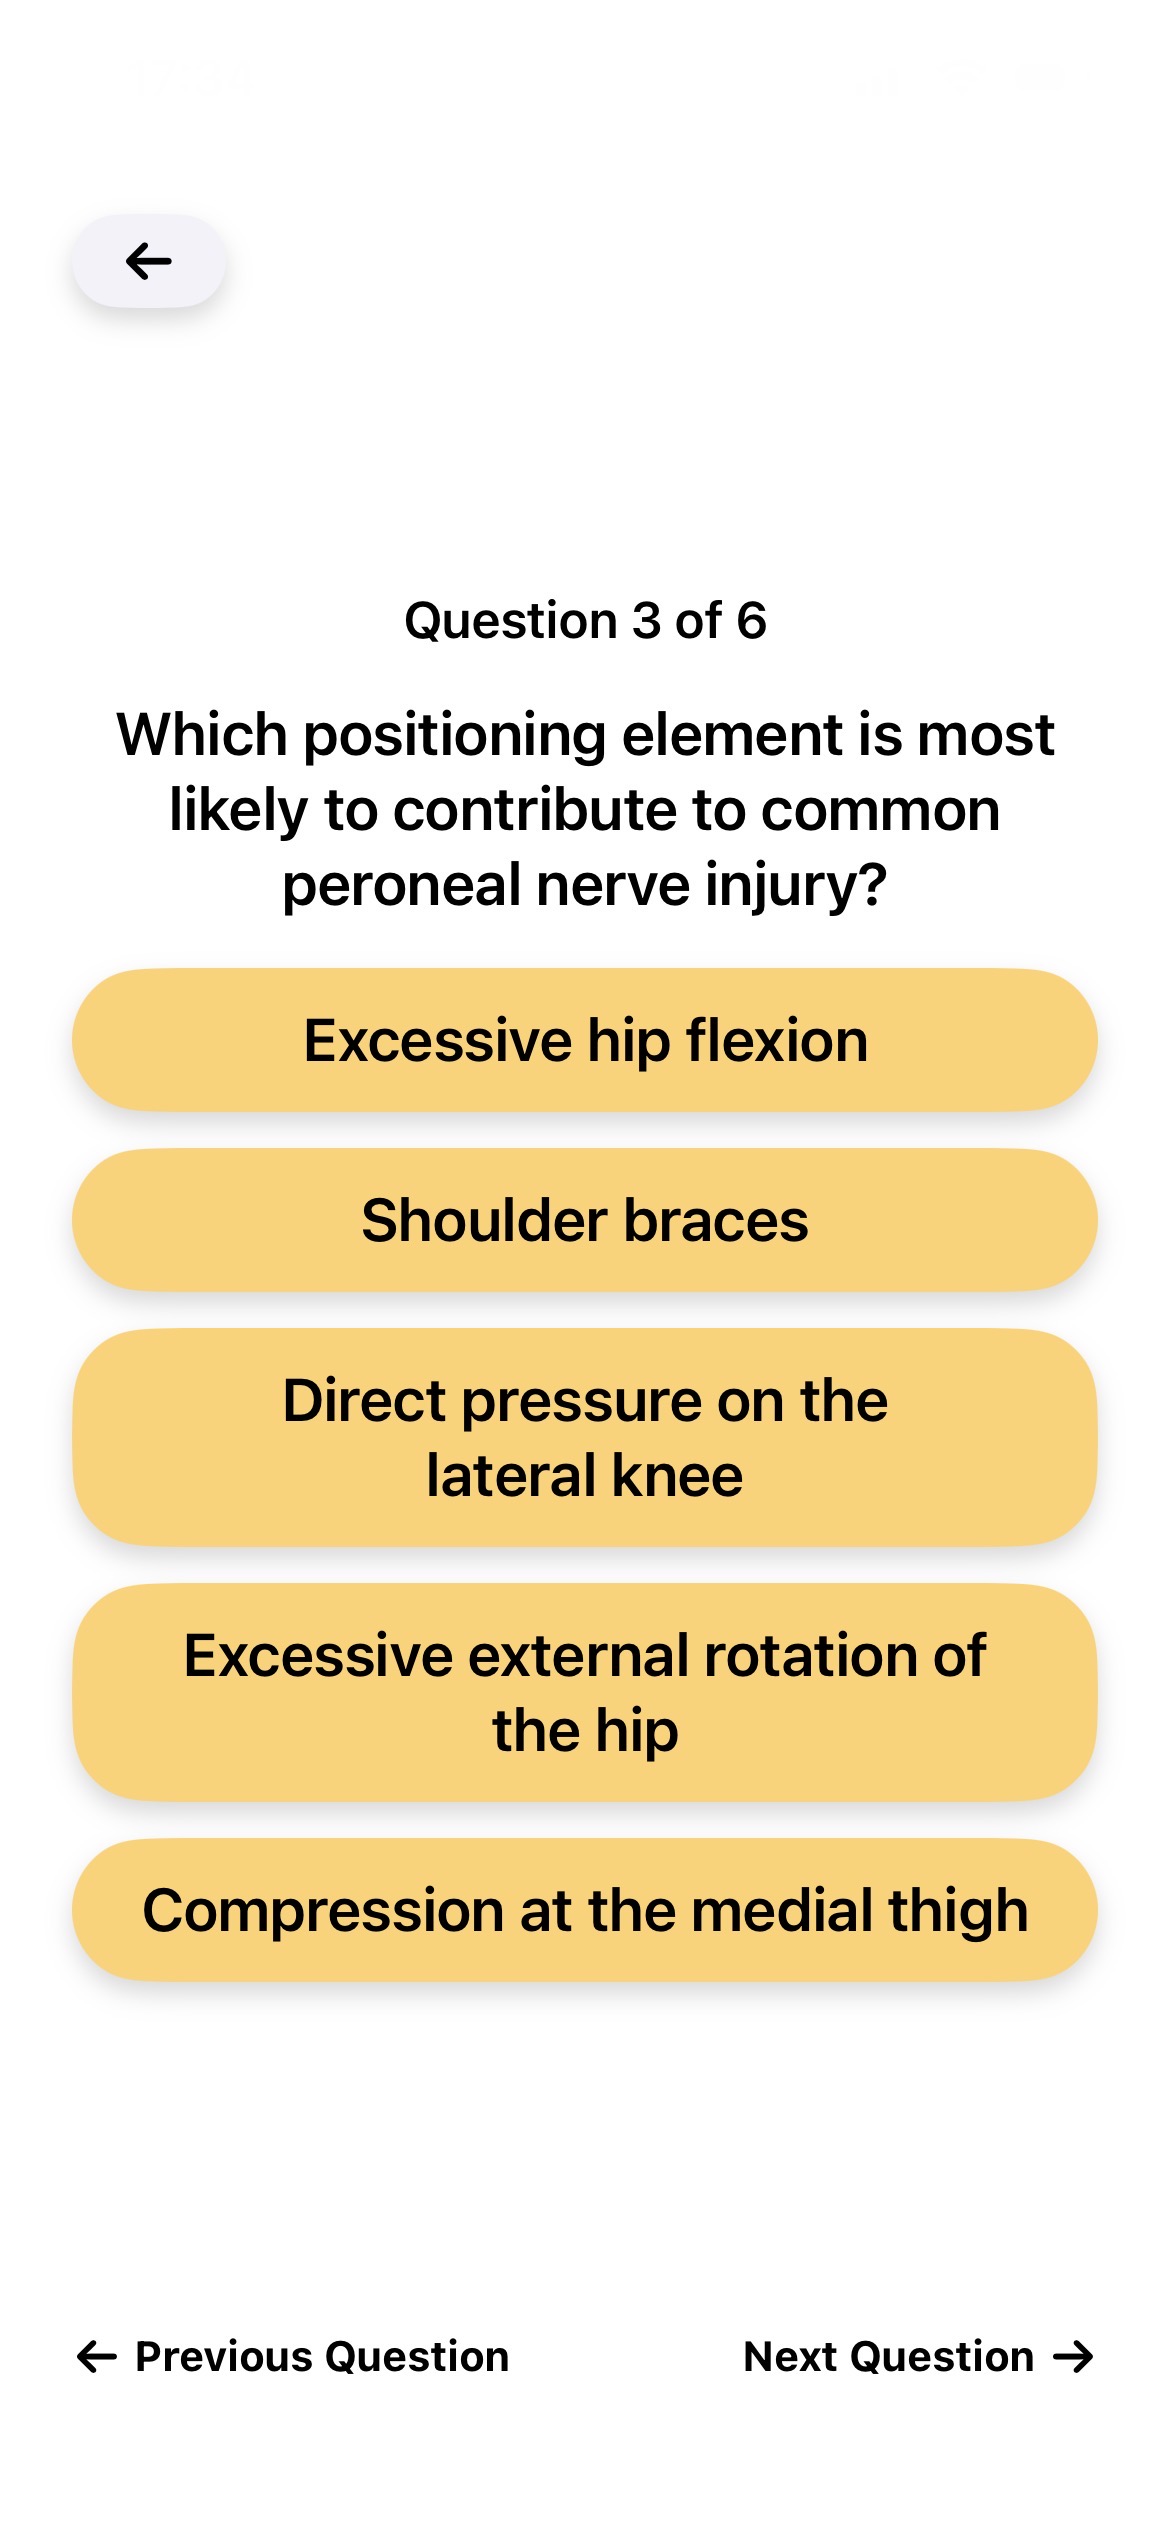 Question 3 of 6
Which positioning element is most
likely to contribute to common
peroneal nerve injury?
Excessive hip flexion
Shoulder braces
Direct pressure on the
lateral knee
Excessive external rotation of
the hip
Compression at the medial thigh
Previous Question
Next Question